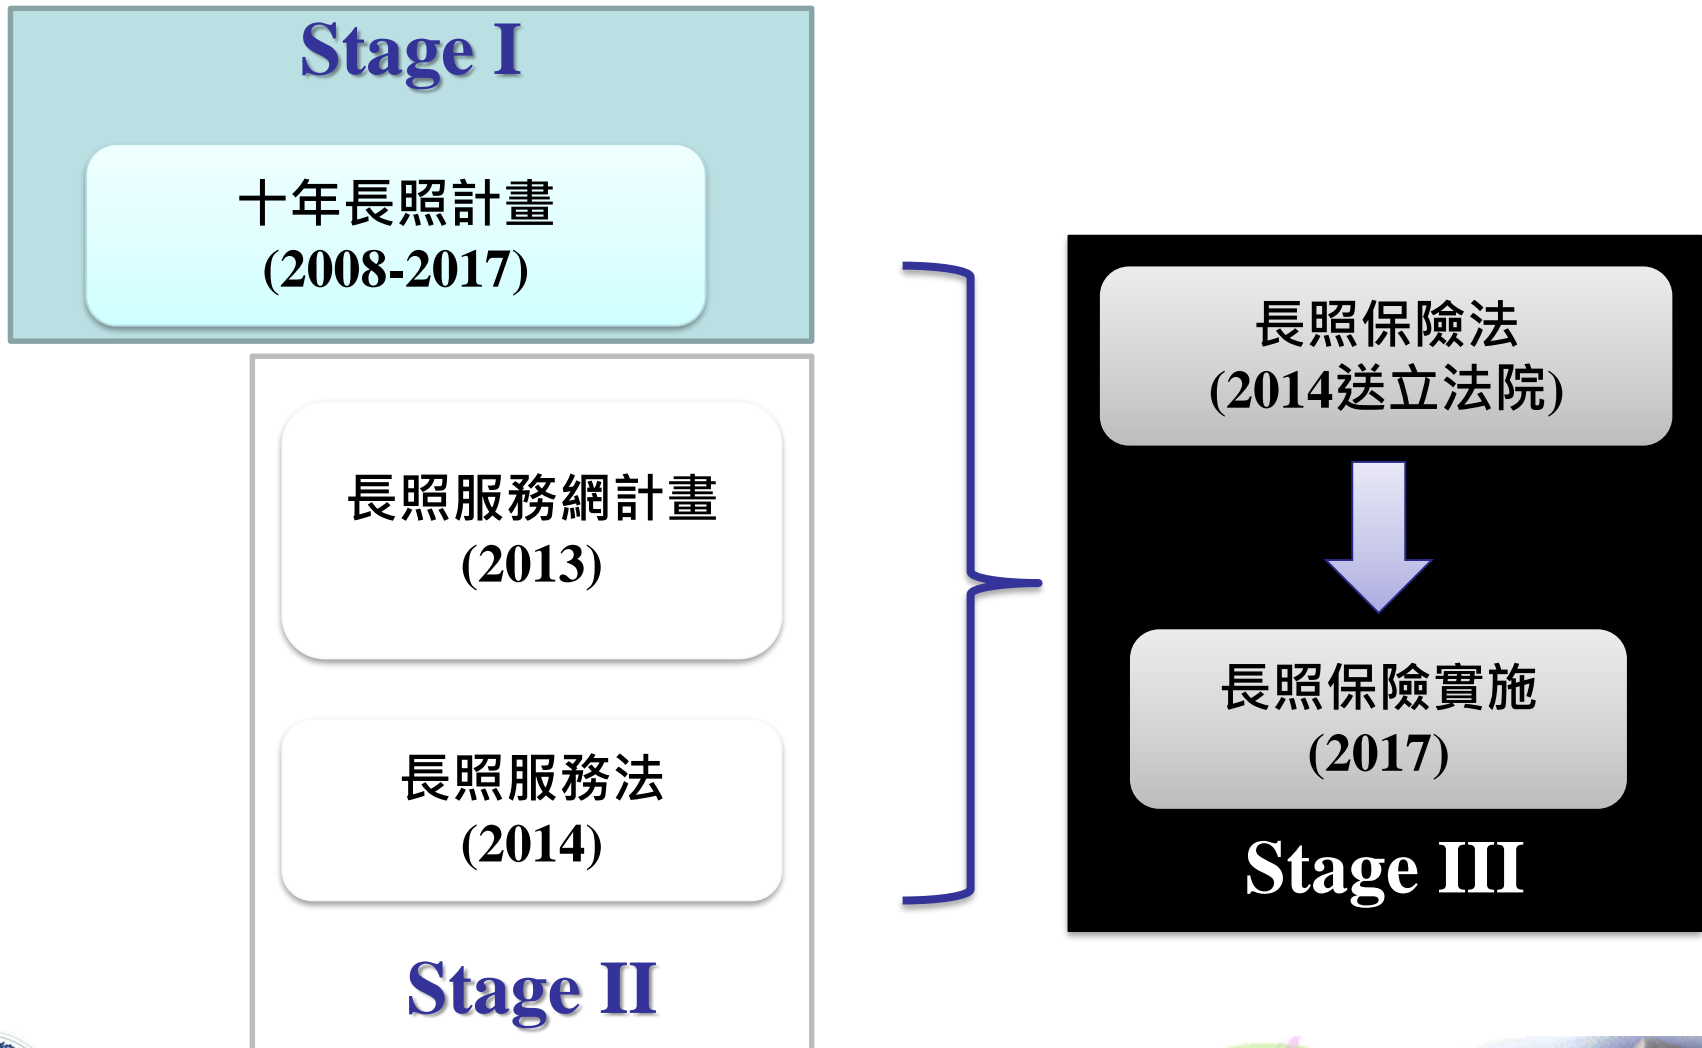 Stage I
十年長照計畫
(2008-2017)
長照服務網計畫
(2013)
長照服務法
(2014)
Stage II
長照保險法
(2014送立法院)
長照保險實施
(2017)
Stage III